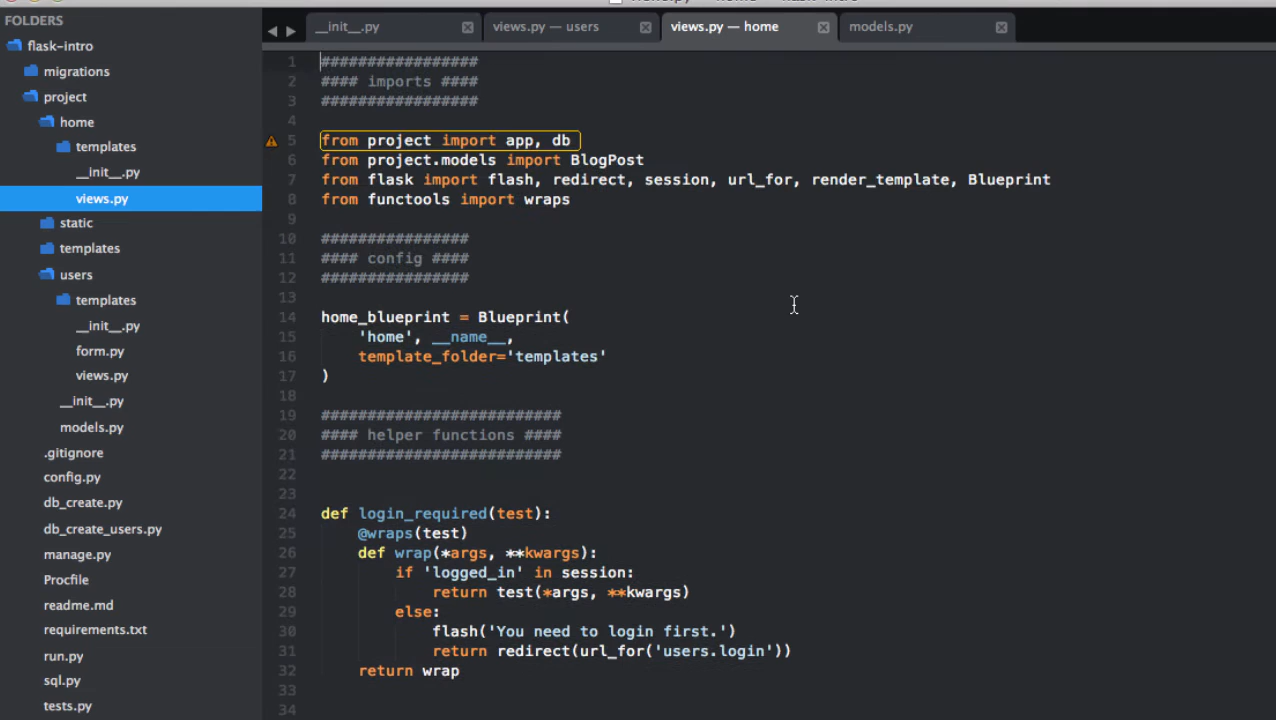 FOLDERS
flask-intro
migrations
project
home
templates
__init__.py
views.py
static
templates
users
templates
__init__.py
form.py
views.py
__init__.py
models.py
.gitignore
config.py
db_create.py
db_create_users.py
manage.py
Procfile
readme.md
requirements.txt
run.py
sql.py
tests.py
__init__.py
views.py — users
views.py — home
models.py
1 #################
2 #### imports ####
3 #################
4
5 from project import app, db
6 from project.models import BlogPost
7 from flask import flash, redirect, session, url_for, render_template, Blueprint
8 from functools import wraps
9
10 ################
11 #### config ####
12 ################
13
14 home_blueprint = Blueprint(
15 'home', __name__,
16 template_folder='templates'
17 )
18
19 ##########################
20 #### helper functions ####
21 ##########################
22
23
24 def login_required(test):
25 @wraps(test)
26 def wrap(*args, **kwargs):
27 if 'logged_in' in session:
28 return test(*args, **kwargs)
29 else:
30 flash('You need to login first.')
31 return redirect(url_for('users.login'))
32 return wrap
33
34